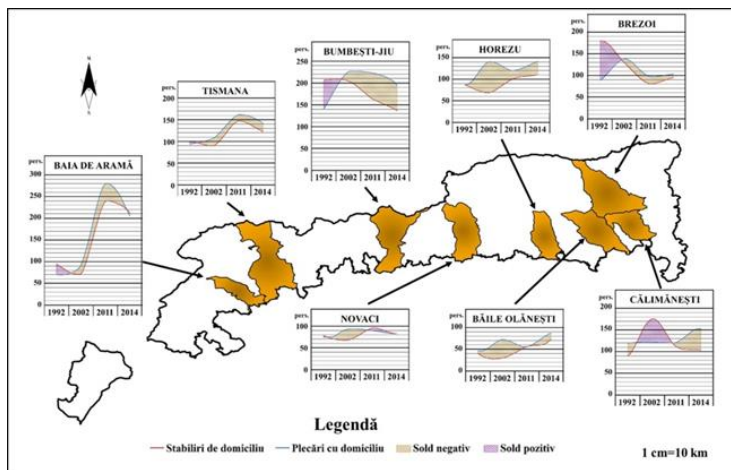 N
S
BAIA DE ARAMĂ
pers.
300
250
200
150
100
50
0
1992 2002 2011 2014
TISMANA
pers.
200
150
100
50
0
1992 2002 2011 2014
BUMBEȘTI-JIU
pers.
250
200
150
100
50
0
1992 2002 2011 2014
HOREZU
pers.
150
100
50
0
1992 2002 2011 2014
BREZOI
pers.
200
150
100
50
0
1992 2002 2011 2014
NOVACI
pers.
100
50
0
1992 2002 2011 2014
BĂILE OLĂNEȘTI
pers.
100
50
0
1992 2002 2011 2014
CĂLIMĂNEȘTI
pers.
200
150
100
50
0
1992 2002 2011 2014
Legendă
Stabiliri de domiciliu Plecări cu domiciliu Sold negativ Sold pozitiv
1 cm=10 km